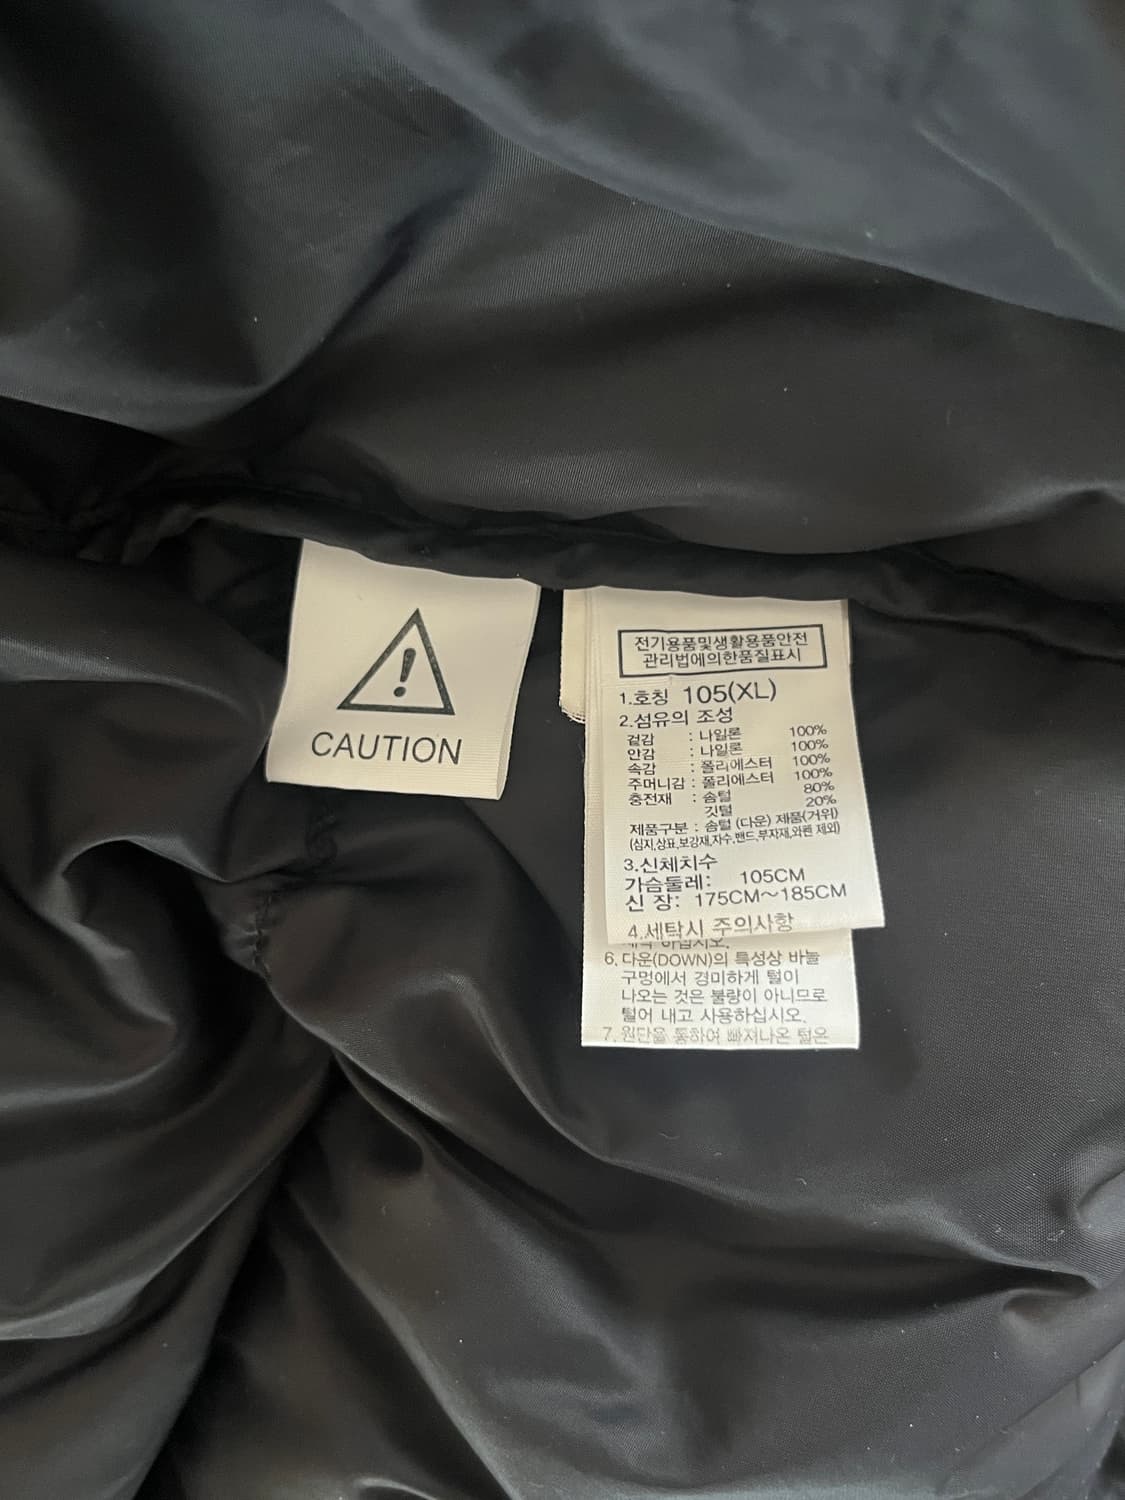 CAUTION
전기용품및생활용품안전
관리법에의한품질표시
1.호칭 105(XL)
2.섬유의 조성
겉감 : 나일론 100%
안감 : 나일론 100%
속감 : 폴리에스터 100%
주머니감 : 폴리에스터 100%
충전재 : 솜털 80%
깃털 20%
제품구분 : 솜털 (다운) 제품(거위)
(심지,상표,보강재,자수,밴드,부자재,와펜 제외)
3.신체치수
가슴둘레: 105CM
신 장: 175CM~185CM
4.세탁시 주의사항
하십시오.
6.다운(DOWN)의 특성상 바늘
구멍에서 경미하게 털이
나오는 것은 불량이 아니므로
털어 내고 사용하십시오.
7.원단을 통하여 빠져나온 털은